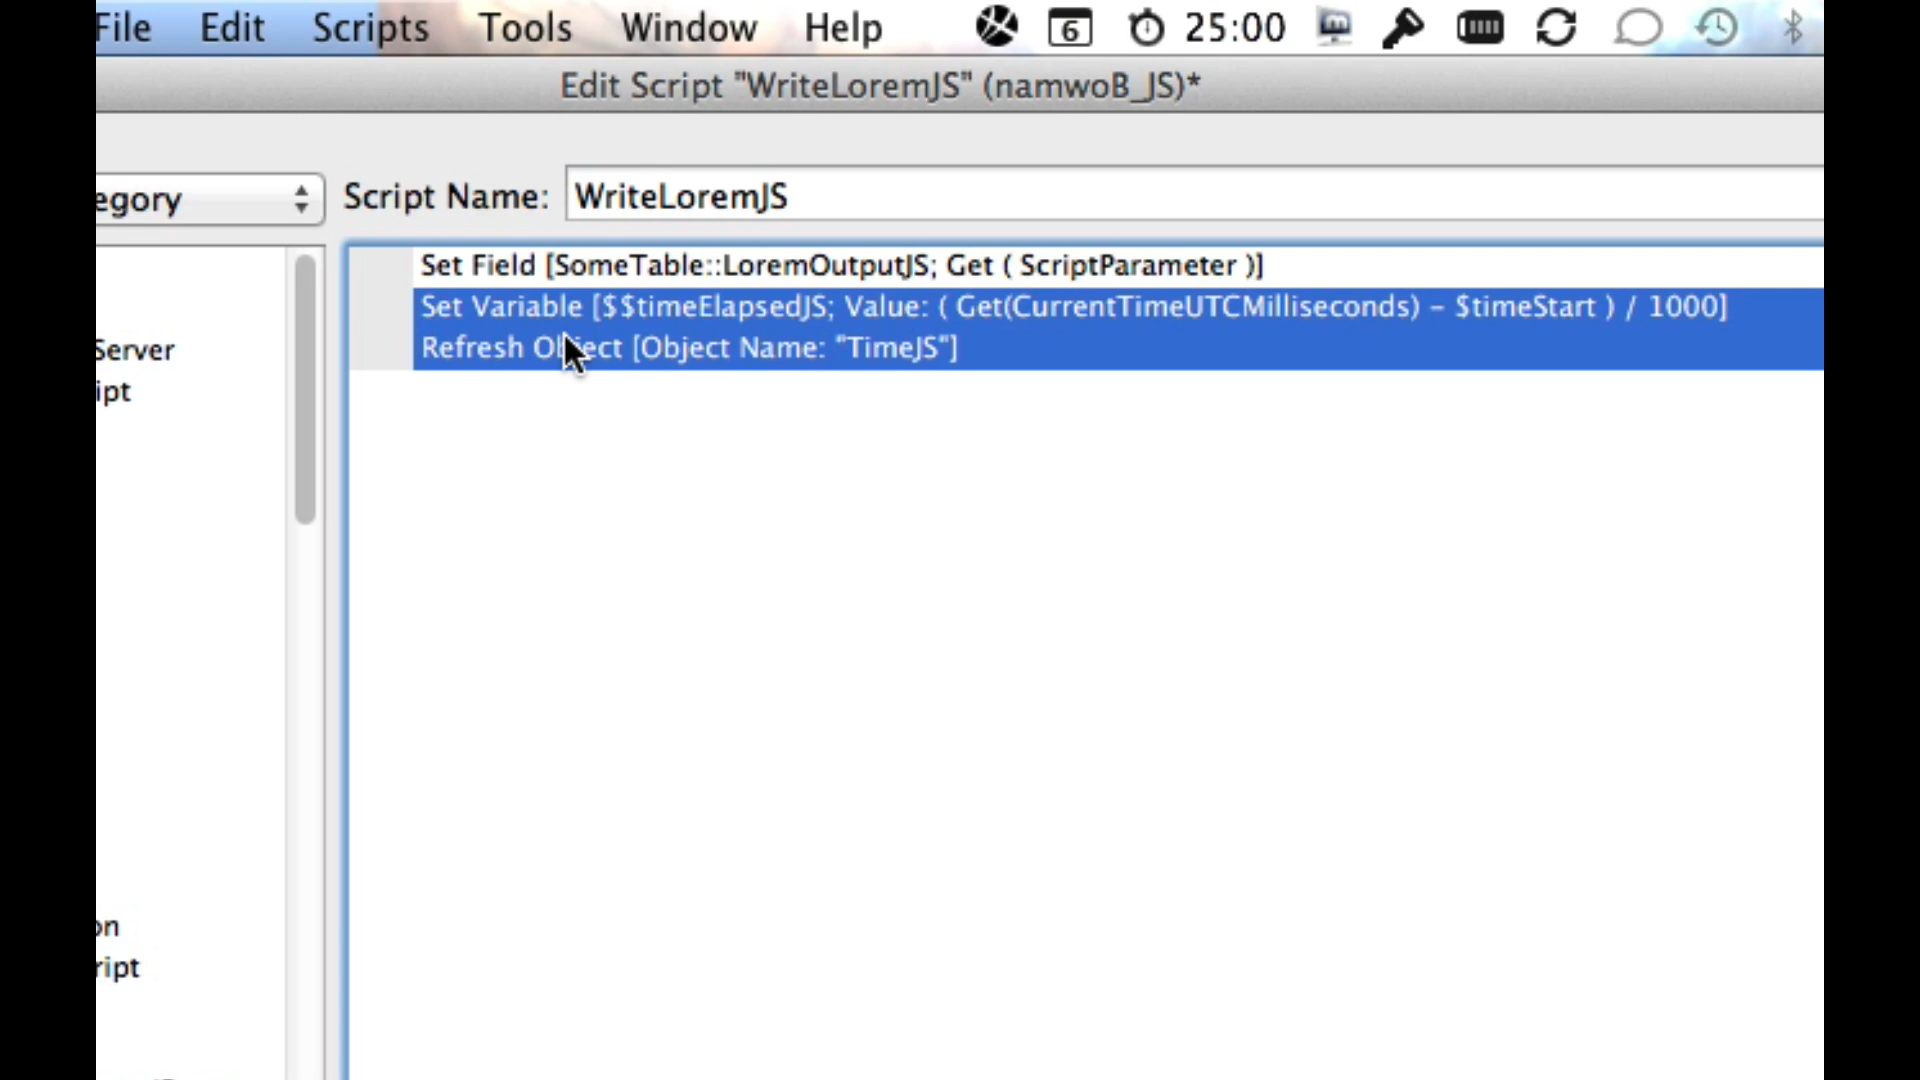 File Edit Scripts Tools Window Help 6 25:00
Edit Script "WriteLoremJS" (namwoB_JS)*
egory
Script Name: WriteLoremJS
Set Field [SomeTable::LoremOutputJS; Get ( ScriptParameter )]
Set Variable [$$timeElapsedJS; Value: ( Get(CurrentTimeUTCMilliseconds) - $timeStart ) / 1000]
Refresh Object [Object Name: "TimeJS"]
Server
ipt
on
ript